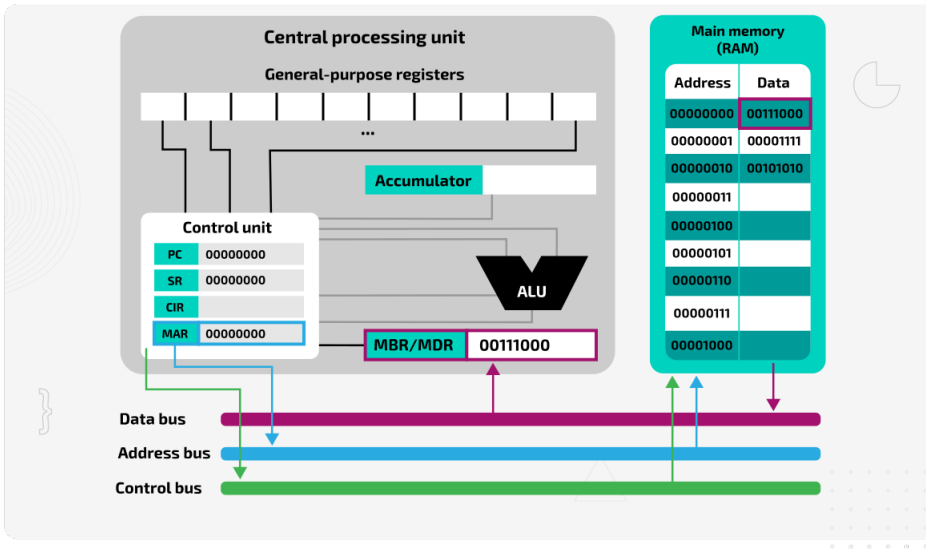 Central processing unit
General-purpose registers
...
Accumulator
Control unit
PC 00000000
SR 00000000
CIR
MAR 00000000
ALU
MBR/MDR 00111000
Main memory
(RAM)
Address Data
00000000 00111000
00000001 00001111
00000010 00101010
00000011
00000100
00000101
00000110
00000111
00001000
Data bus
Address bus
Control bus